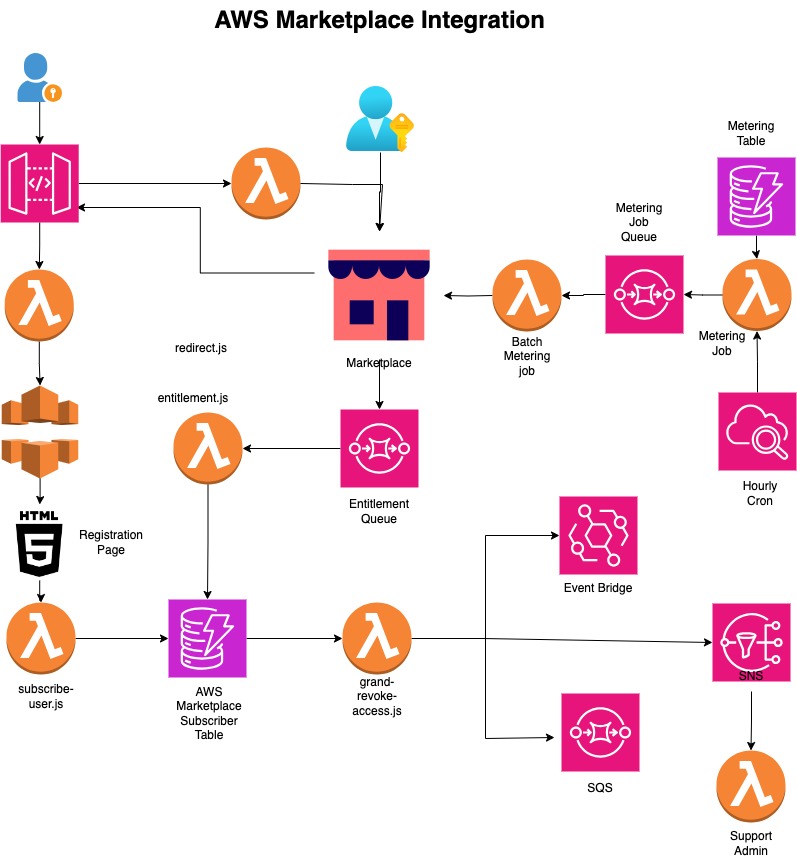 AWS Marketplace Integration
Metering
Table
Metering
Job
Queue
</>
Metering
Job
Batch
Metering
job
redirect.js
Marketplace
entitlement.js
Hourly
Cron
Entitlement
Queue
HTML
5
Registration
Page
Event Bridge
subscribe-
user.js
AWS
Marketplace
Subscriber
Table
grand-
revoke-
access.js
SNS
SQS
Support
Admin